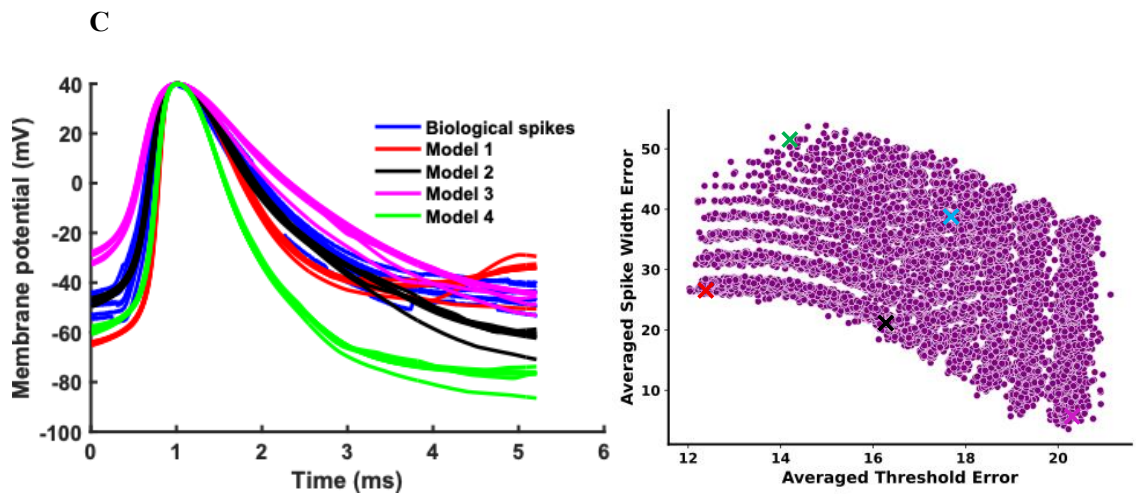 C
Membrane potential (mV)
40
20
0
-20
-40
-60
-80
-100
Biological spikes
Model 1
Model 2
Model 3
Model 4
0
1
2
3
4
5
6
Time (ms)
Averaged Spike Width Error
50
40
30
20
10
12
14
16
18
20
Averaged Threshold Error